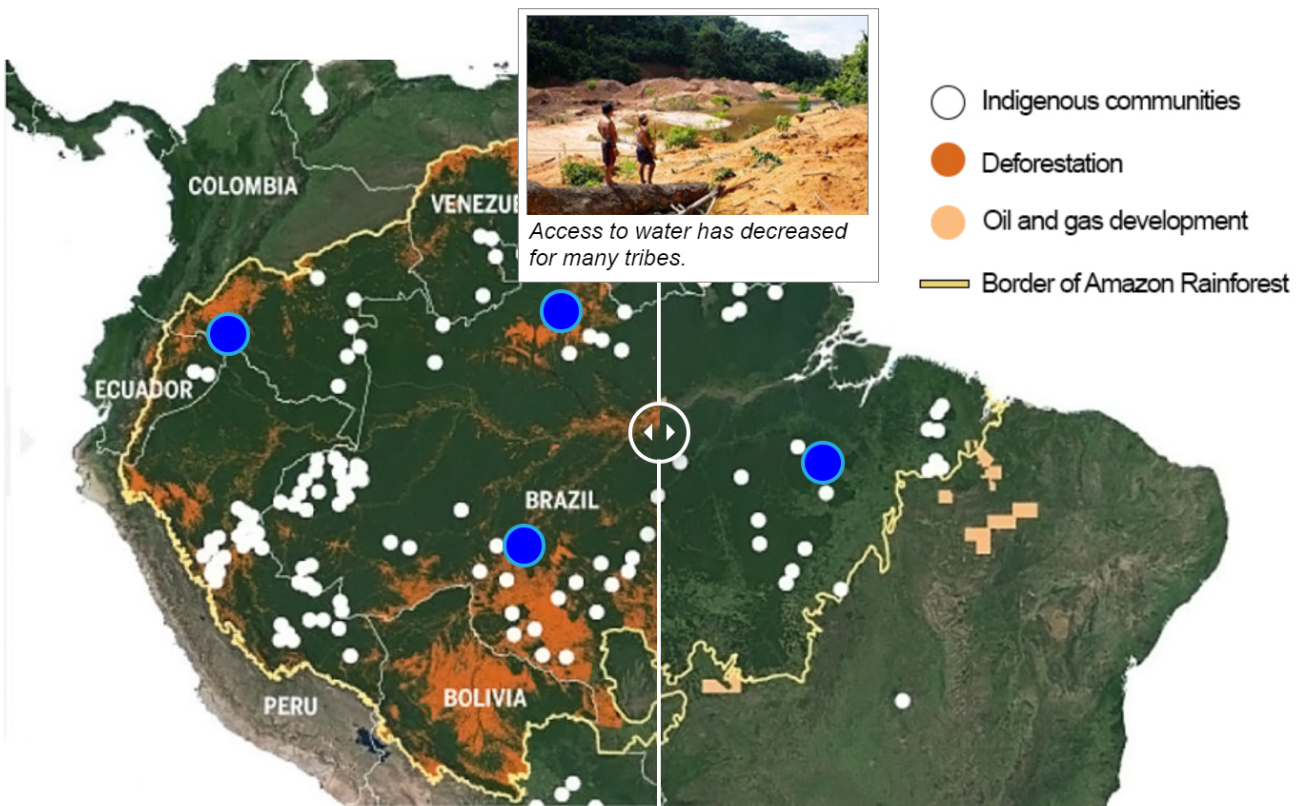 Access to water has decreased
for many tribes.
Indigenous communities
Deforestation
Oil and gas development
Border of Amazon Rainforest
COLOMBIA
VENEZUE
ECUADOR
BRAZIL
PERU
BOLIVIA